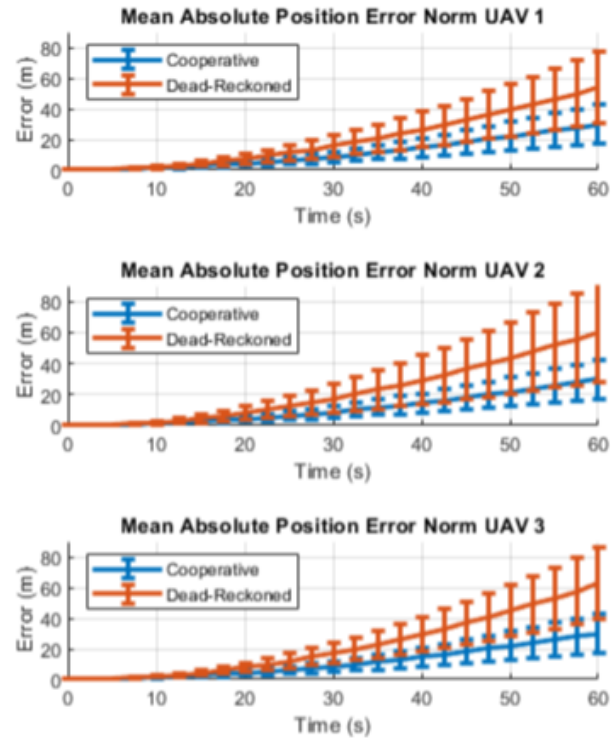 Mean Absolute Position Error Norm UAV 1
80
60
40
20
0
Error (m)
Cooperative
Dead-Reckoned
0 10 20 30 40 50 60
Time (s)
Mean Absolute Position Error Norm UAV 2
80
60
40
20
0
Error (m)
Cooperative
Dead-Reckoned
0 10 20 30 40 50 60
Time (s)
Mean Absolute Position Error Norm UAV 3
80
60
40
20
0
Error (m)
Cooperative
Dead-Reckoned
0 10 20 30 40 50 60
Time (s)